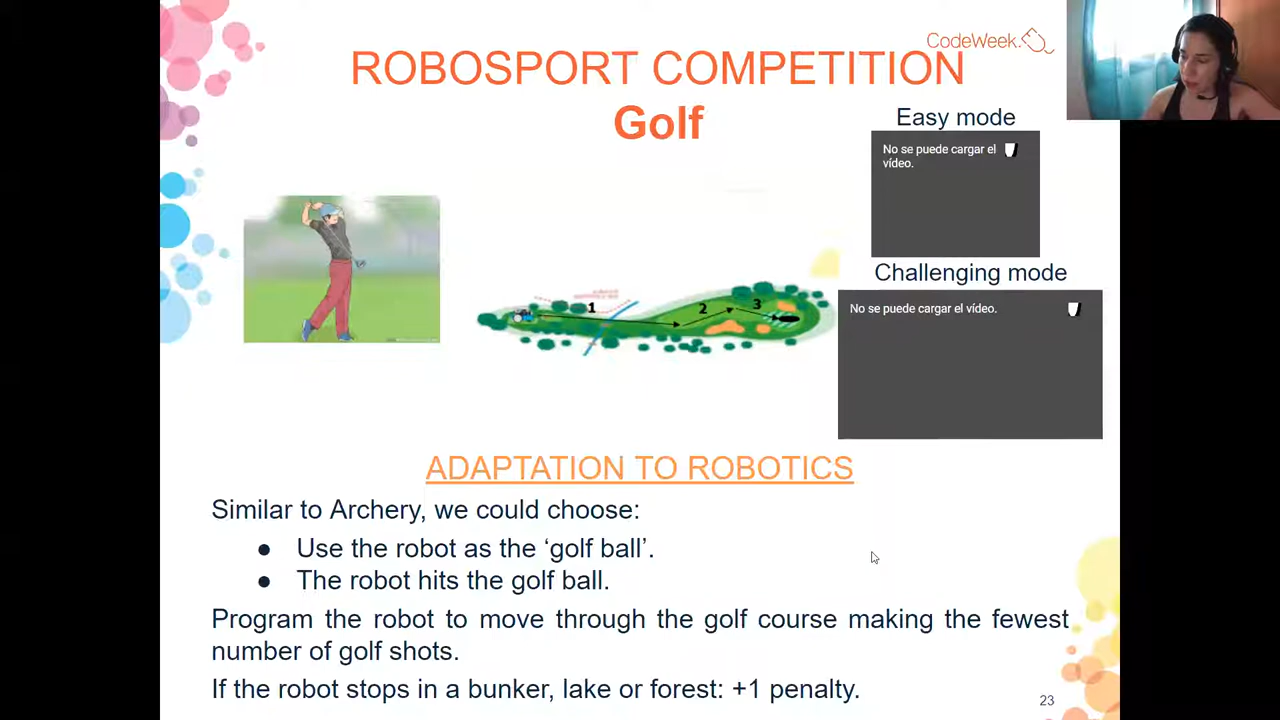 CodeWeek.
ROBOSPORT COMPETITION
Golf
Easy mode
No se puede cargar el
vídeo.
Challenging mode
No se puede cargar el vídeo.
1
2
3
ADAPTATION TO ROBOTICS
Similar to Archery, we could choose:
● Use the robot as the ‘golf ball’.
● The robot hits the golf ball.
Program the robot to move through the golf course making the fewest
number of golf shots.
If the robot stops in a bunker, lake or forest: +1 penalty.
23